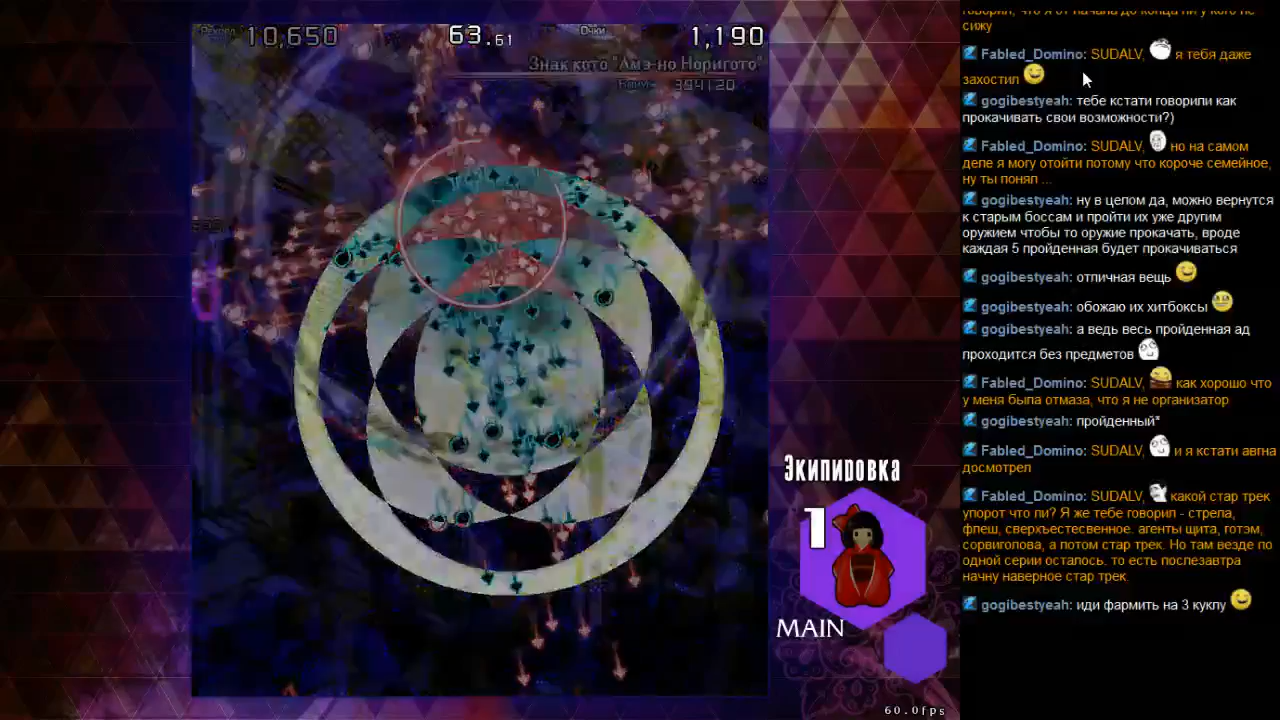 Рекорд 10,650 63.61 Очки 1,190
Знак кото "Амэ-но Норигото"
394120
Экипировка
1
MAIN
60.0fps
говорил, что я от начала до конца ни у кого не
сижу
Fabled_Domino: SUDALV, я тебя даже
захостил
gogibestyeah: тебе кстати говорили как
прокачивать свои возможности?)
Fabled_Domino: SUDALV, но на самом
деле я могу отойти потому что короче семейное,
ну ты понял ...
gogibestyeah: ну в целом да, можно вернутся
к старым боссам и пройти их уже другим
оружием чтобы то оружие прокачать, вроде
каждая 5 пройденная будет прокачиваться
gogibestyeah: отличная вещь
gogibestyeah: обожаю их хитбоксы
gogibestyeah: а ведь весь пройденная ад
проходится без предметов
Fabled_Domino: SUDALV, как хорошо что
у меня была отмаза, что я не организатор
gogibestyeah: пройденный*
Fabled_Domino: SUDALV, и я кстати авгна
досмотрел
Fabled_Domino: SUDALV, какой стар трек
упорот что ли? Я же тебе говорил - стрела,
флеш, сверхъестесвенное. агенты щита, готэм,
сорвиголова, а потом стар трек. Но там везде по
одной серии осталось. то есть послезавтра
начну наверное стар трек.
gogibestyeah: иди фармить на 3 куклу